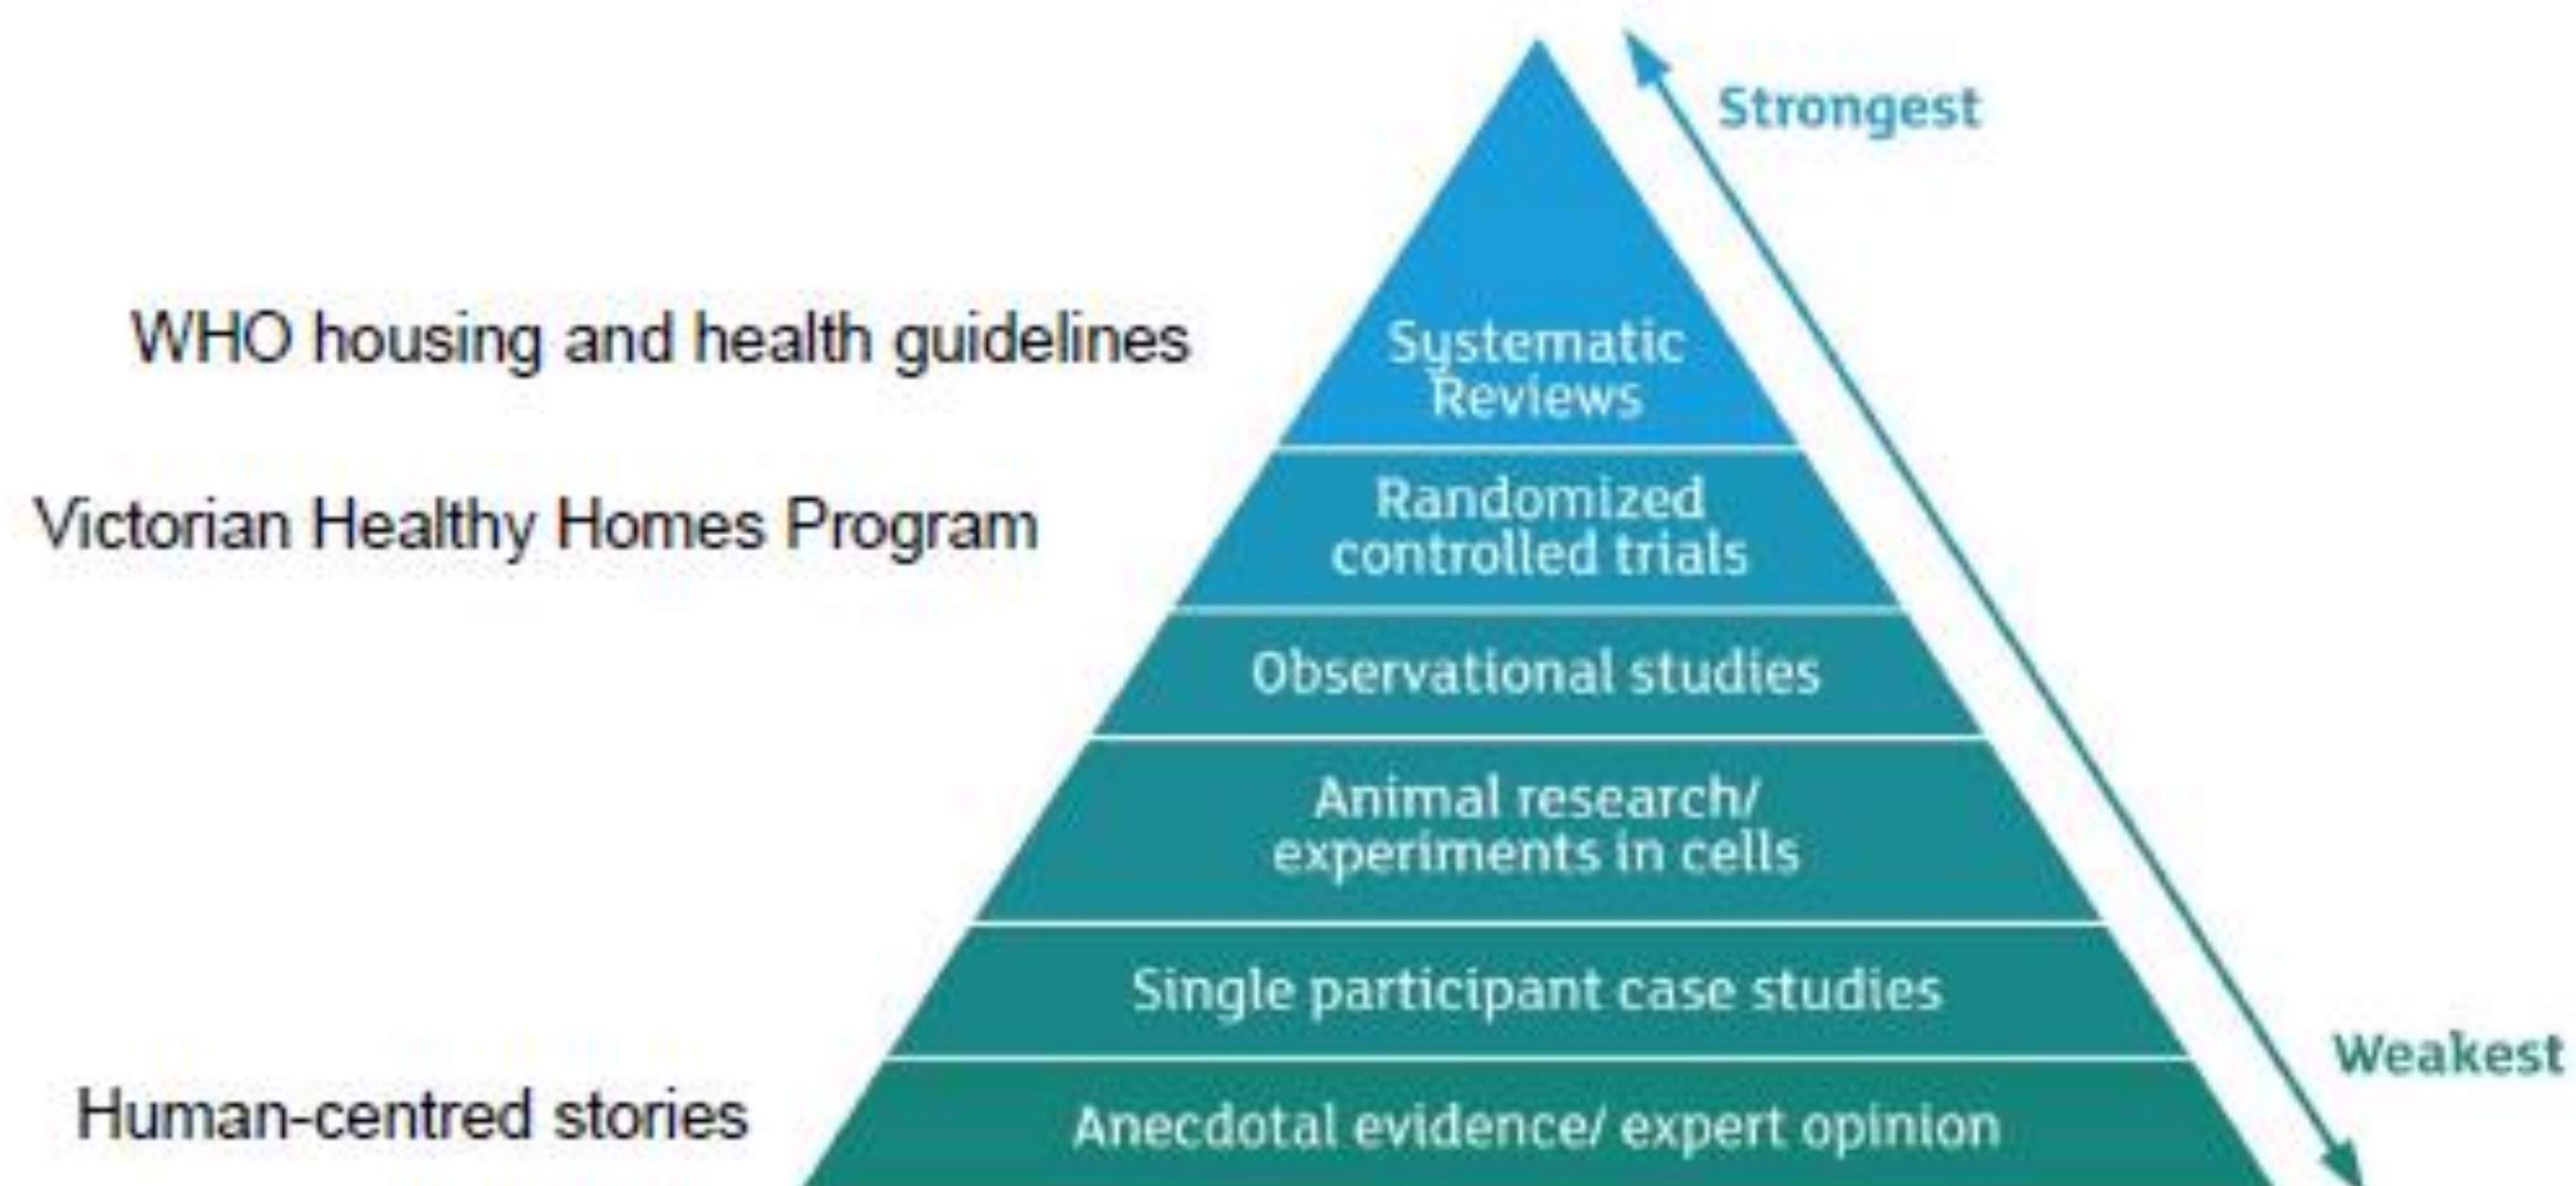 Strongest
WHO housing and health guidelines
Systematic
Reviews
Victorian Healthy Homes Program
Randomized
controlled trials
Observational studies
Animal research/
experiments in cells
Single participant case studies
Weakest
Human-centred stories
Anecdotal evidence/ expert opinion